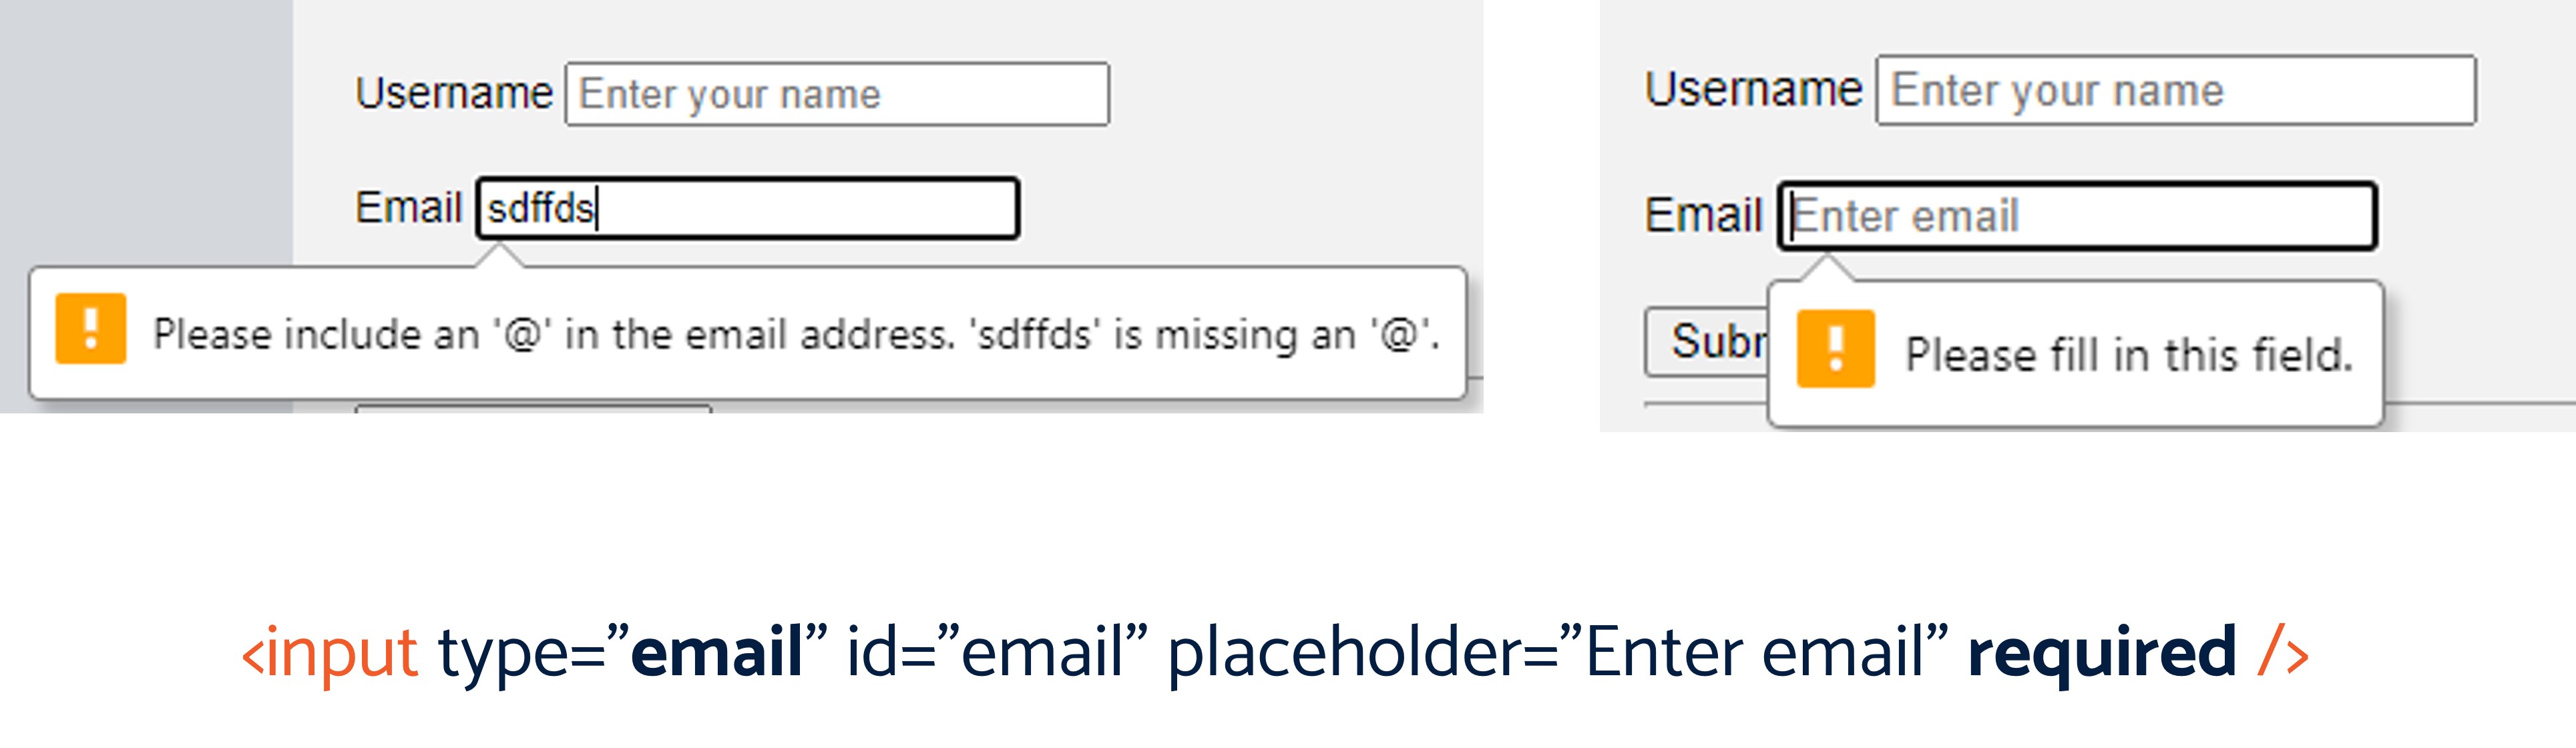 Username Enter your name
Email sdffds
Please include an '@' in the email address. 'sdffds' is missing an '@'.
Username Enter your name
Email Enter email
Subm
Please fill in this field.
<input type=”email” id=”email” placeholder=”Enter email” required />